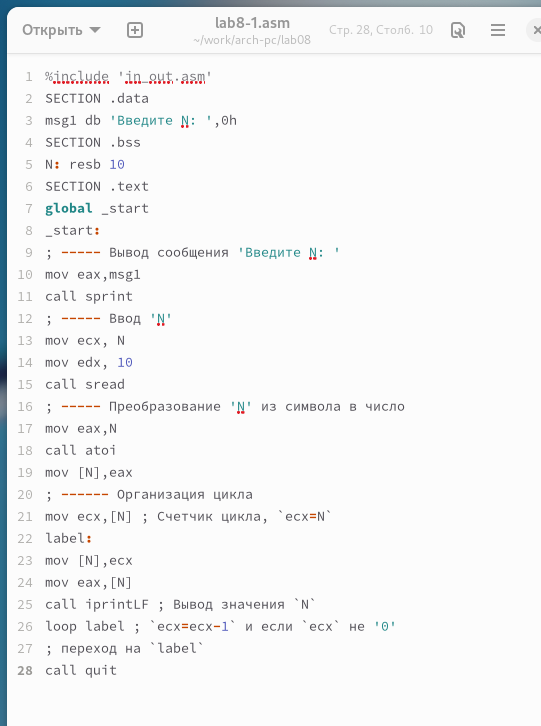 Открыть
lab8-1.asm
~/work/arch-pc/lab08
Стр. 28, Столб. 10
1 %include 'in_out.asm'
2 SECTION .data
3 msg1 db 'Введите N: ',0h
4 SECTION .bss
5 N: resb 10
6 SECTION .text
7 global _start
8 _start:
9 ; ----- Вывод сообщения 'Введите N: '
10 mov eax,msg1
11 call sprint
12 ; ----- Ввод 'N'
13 mov ecx, N
14 mov edx, 10
15 call sread
16 ; ----- Преобразование 'N' из символа в число
17 mov eax,N
18 call atoi
19 mov [N],eax
20 ; ------ Организация цикла
21 mov ecx,[N] ; Счетчик цикла, `ecx=N`
22 label:
23 mov [N],ecx
24 mov eax,[N]
25 call iprintLF ; Вывод значения `N`
26 loop label ; `ecx=ecx-1` и если `ecx` не '0'
27 ; переход на `label`
28 call quit